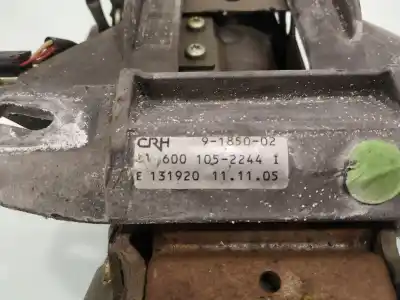 CRH 9-1850-02
600 105-2244 I
E 131920 11.11.05